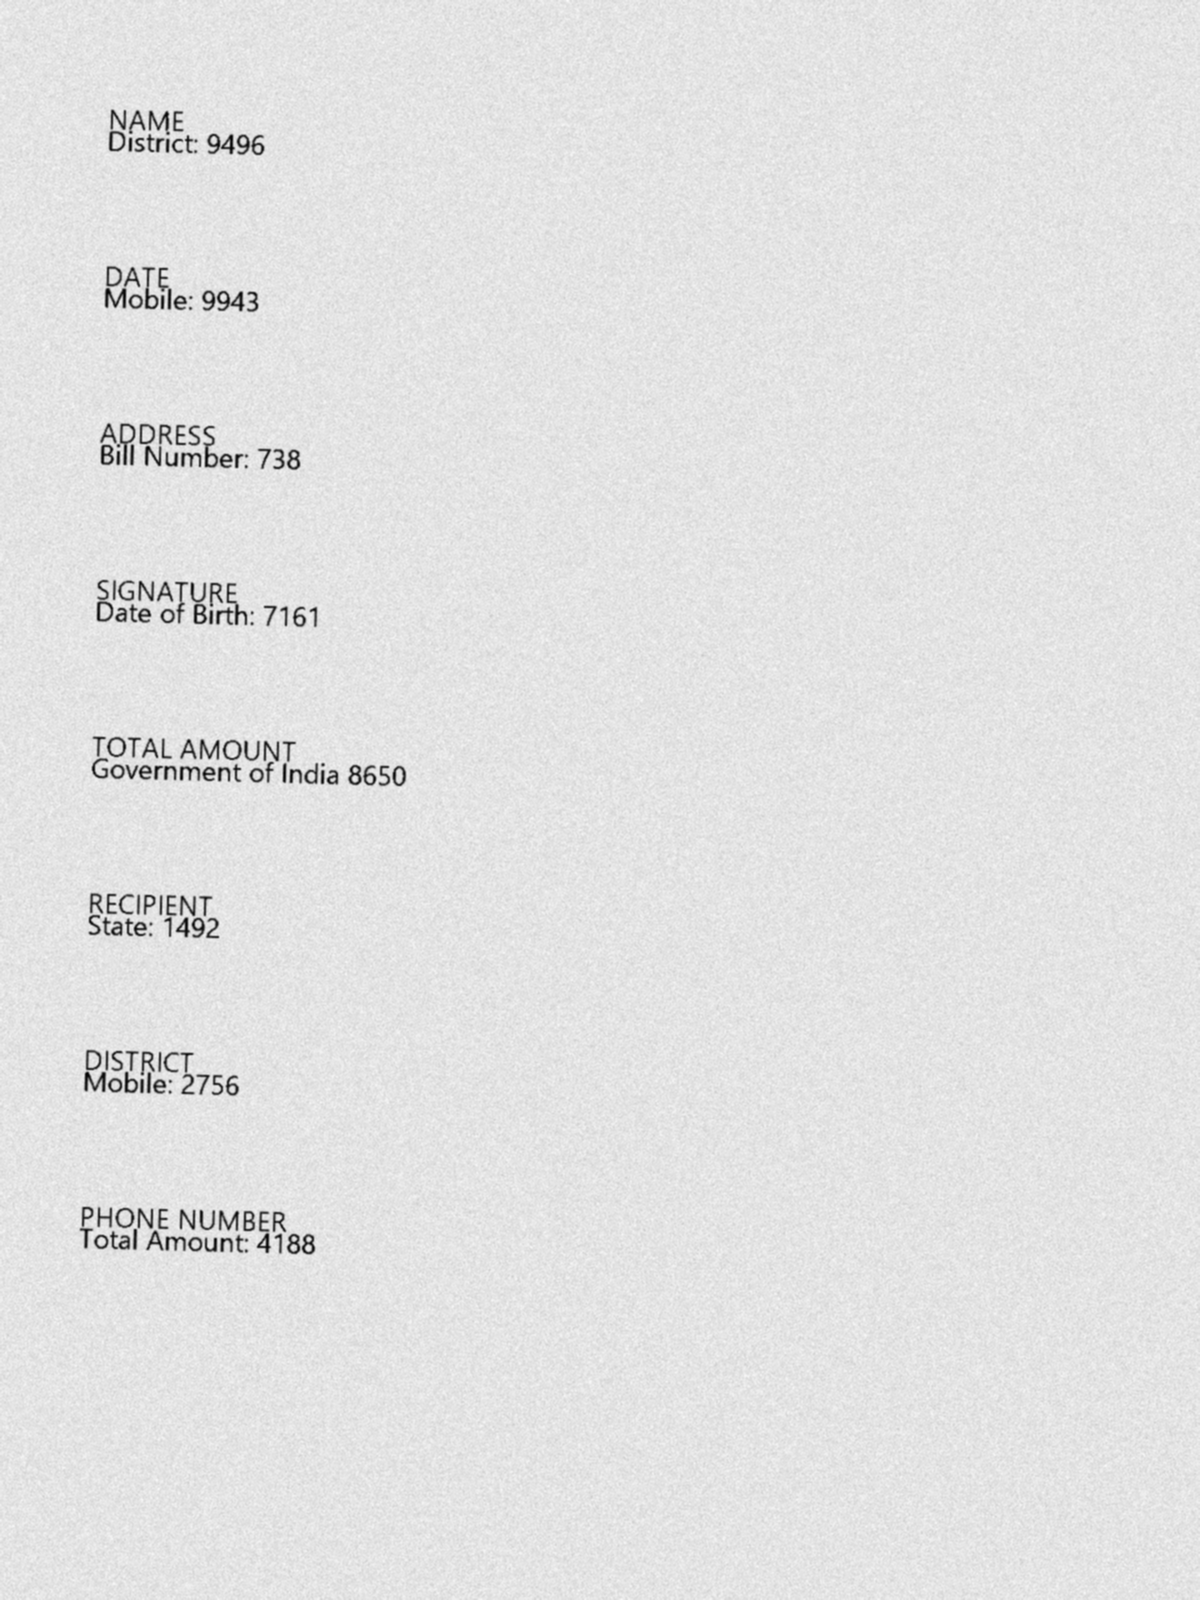 NAME
District: 9496
DATE
Mobile: 9943
ADDRESS
Bill Number: 738
SIGNATURE
Date of Birth: 7161
TOTAL AMOUNT
Government of India 8650
RECIPIENT
State: 1492
DISTRICT
Mobile: 2756
PHONE NUMBER
Total Amount: 4188